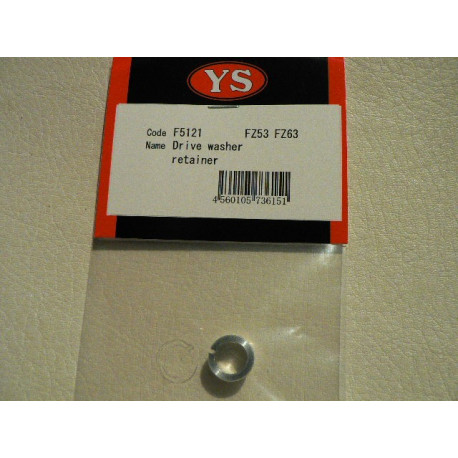 YS
Code F5121 FZ53 FZ63
Name Drive washer
retainer
4560105736151